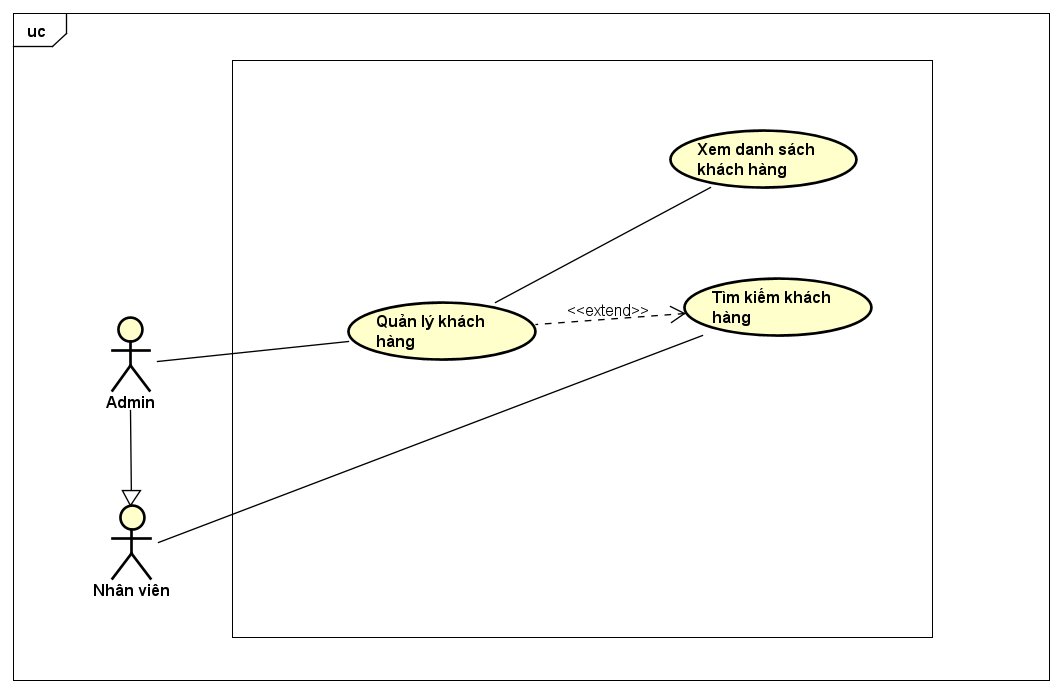 uc
Xem danh sách
khách hàng
Tìm kiếm khách
hàng
<<extend>>
Quản lý khách
hàng
Admin
Nhân viên